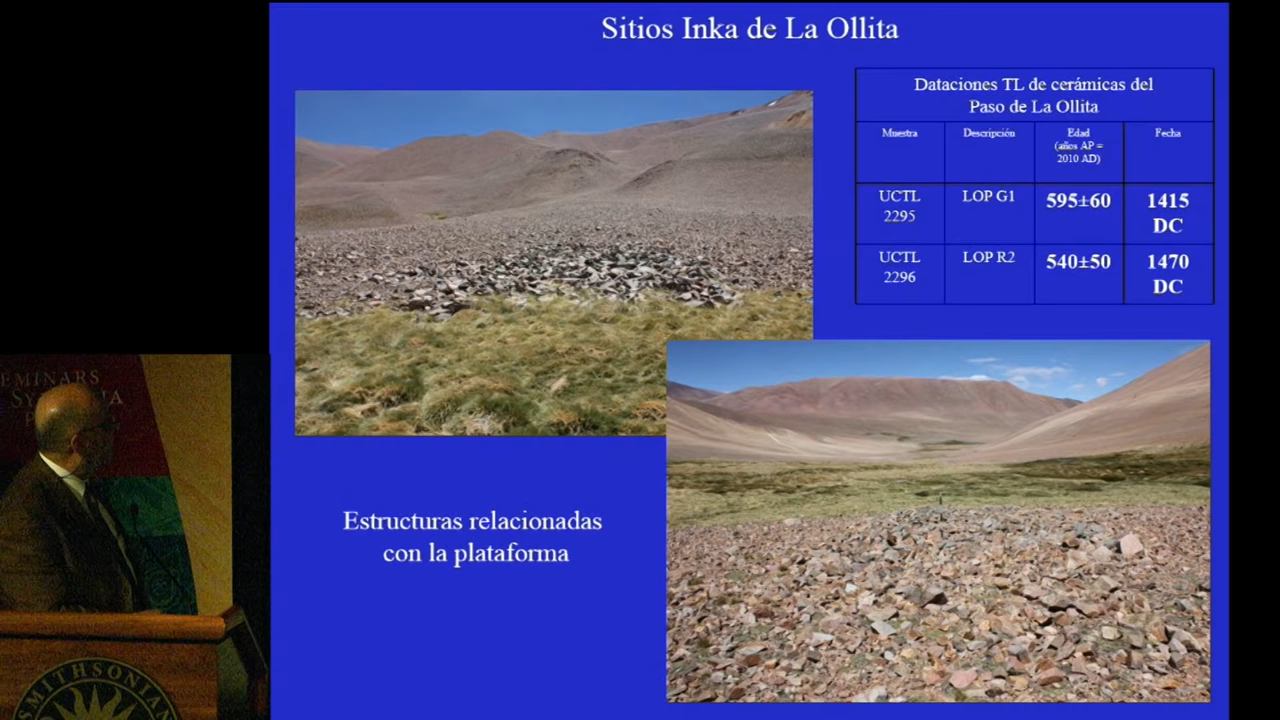 Sitios Inka de La Ollita
Dataciones TL de cerámicas del
Paso de La Ollita
Muestra
Descripción
Edad
(años AP =
2010 AD)
Fecha
UCTL
2295
LOP G1
595±60
1415
DC
UCTL
2296
LOP R2
540±50
1470
DC
Estructuras relacionadas
con la plataforma
EMINARS
SMITHSONIAN